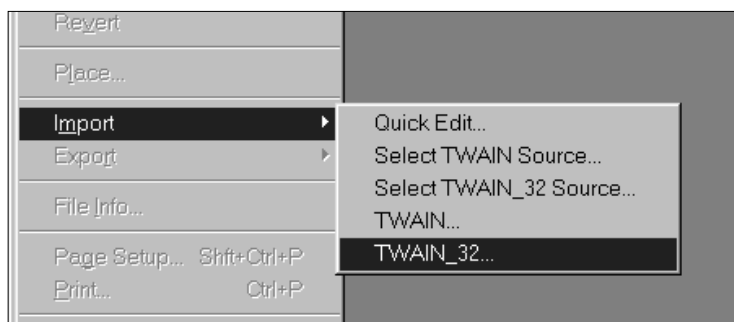 Revert
Place...
Import
Export
File Info...
Page Setup... Shft+Ctrl+P
Print... Ctrl+P
Quick Edit...
Select TWAIN Source...
Select TWAIN_32 Source...
TWAIN...
TWAIN_32...